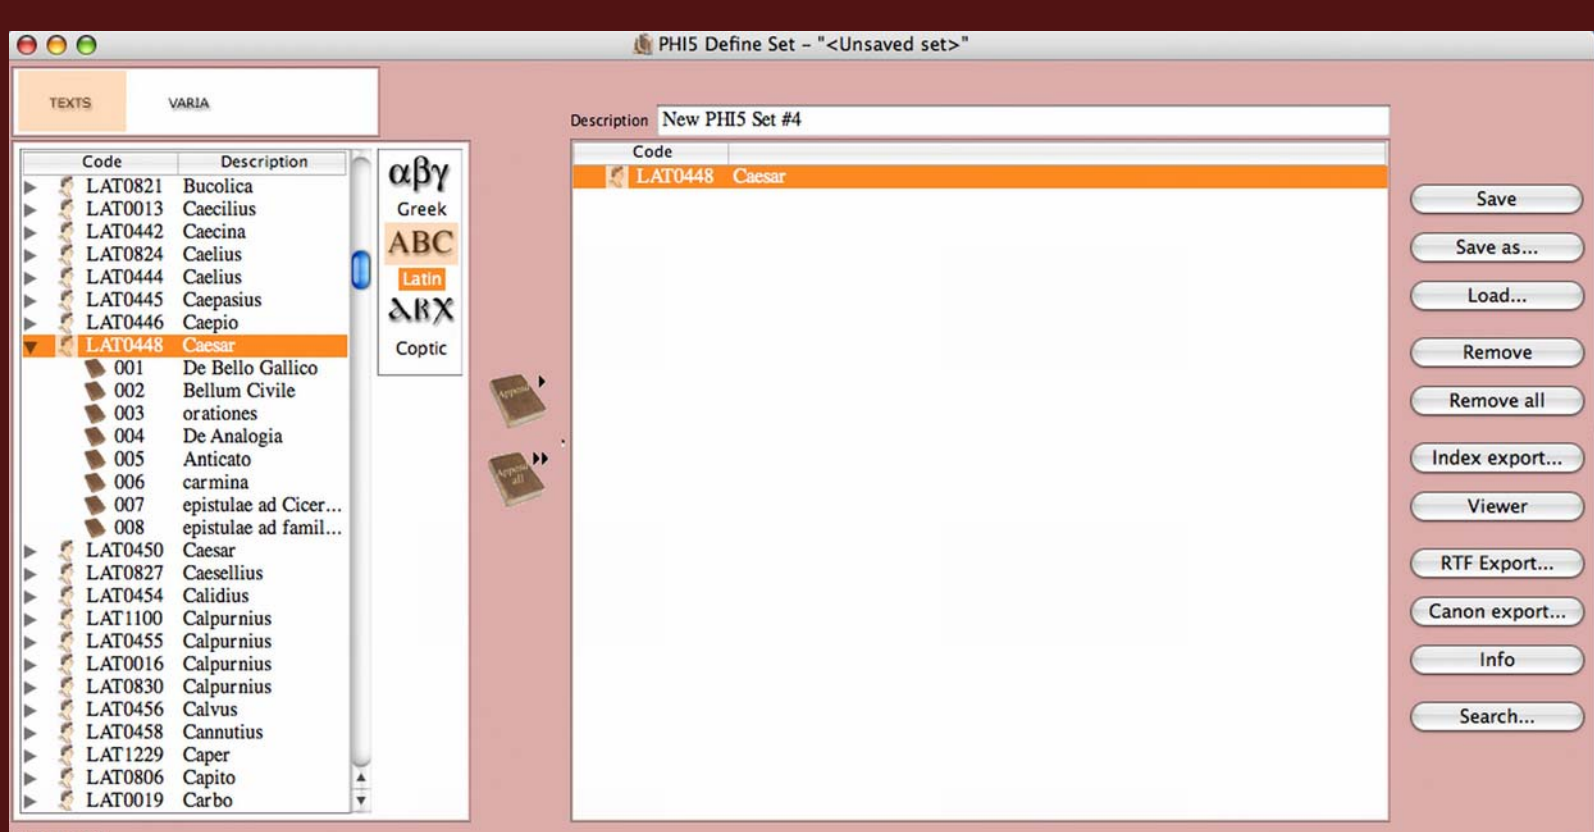 PHI5 Define Set – "<Unsaved set>"
TEXTS VARIA
Code Description
LAT0821 Bucolica
LAT0013 Caecilius
LAT0442 Caecina
LAT0824 Caelius
LAT0444 Caelius
LAT0445 Caepasius
LAT0446 Caepio
LAT0448 Caesar
001 De Bello Gallico
002 Bellum Civile
003 orationes
004 De Analogia
005 Anticato
006 carmina
007 epistulae ad Cicer...
008 epistulae ad famil...
LAT0450 Caesar
LAT0827 Caesellius
LAT0454 Calidius
LAT1100 Calpurnius
LAT0455 Calpurnius
LAT0016 Calpurnius
LAT0830 Calpurnius
LAT0456 Calvus
LAT0458 Cannutius
LAT1229 Caper
LAT0806 Capito
LAT0019 Carbo
αβγ
Greek
ABC
Latin
ⲁⲃⲭ
Coptic
Append
Append
all
Description New PHI5 Set #4
Code
LAT0448 Caesar
Save
Save as...
Load...
Remove
Remove all
Index export...
Viewer
RTF Export...
Canon export...
Info
Search...